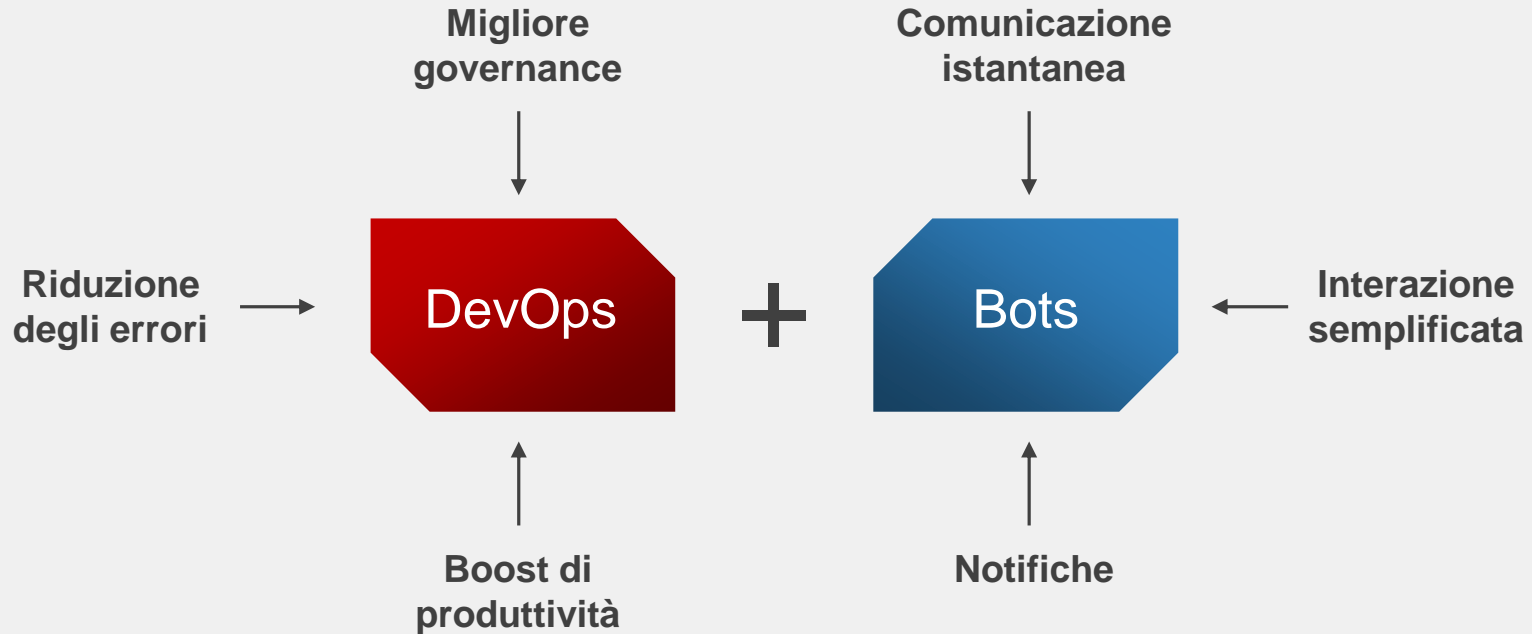 Migliore
governance
Comunicazione
istantanea
Riduzione
degli errori
DevOps
+
Bots
Interazione
semplificata
Boost di
produttività
Notifiche